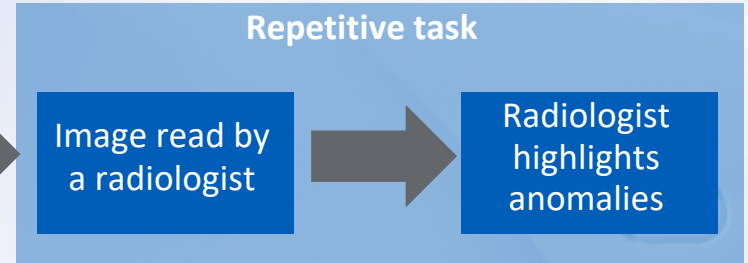 Repetitive task
Image read by
a radiologist
Radiologist
highlights
anomalies